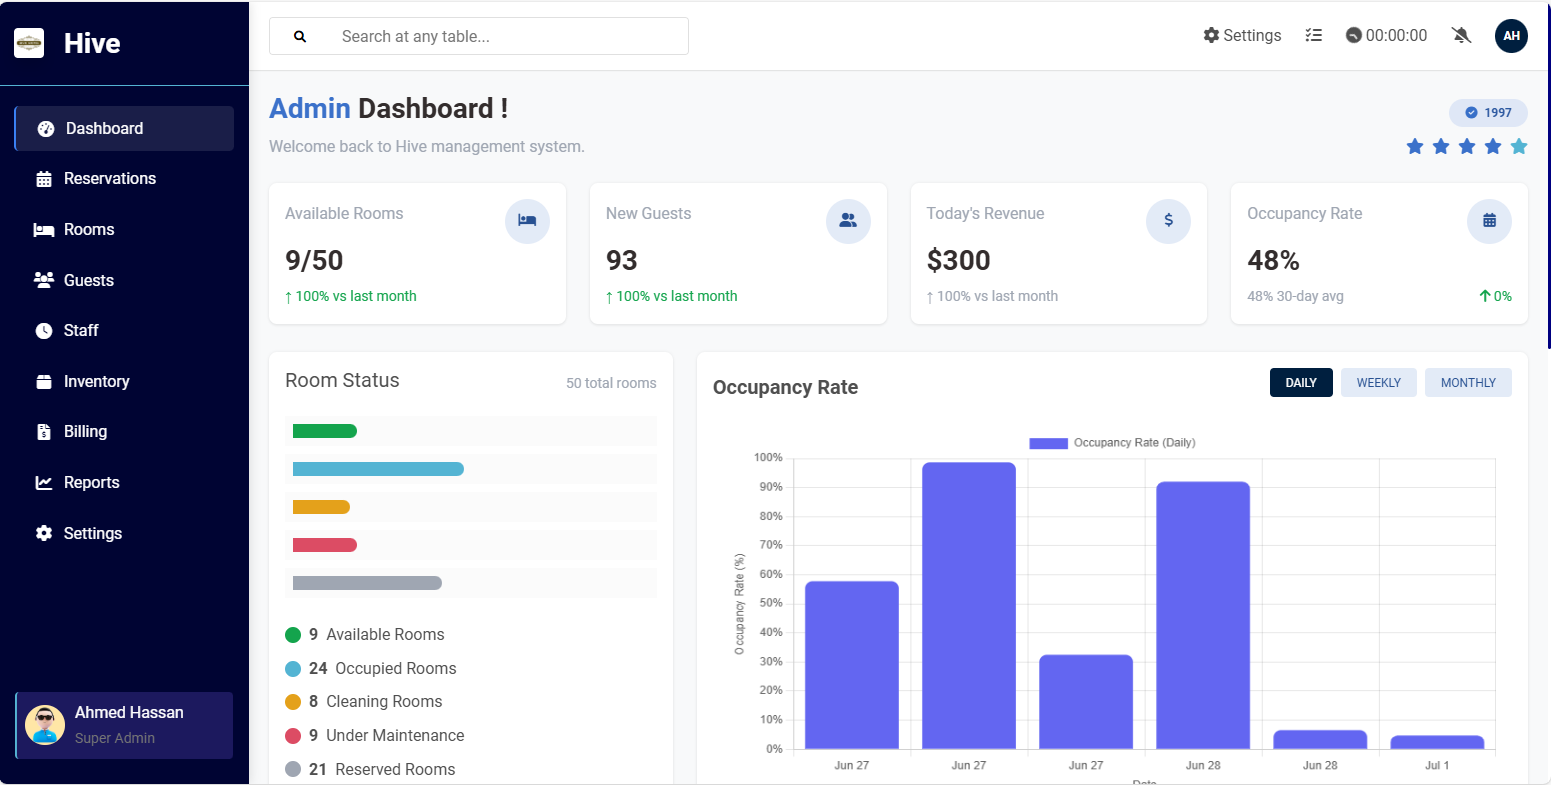 Hive
Search at any table...
Settings
00:00:00
AH
Dashboard
Reservations
Rooms
Guests
Staff
Inventory
Billing
Reports
Settings
Ahmed Hassan
Super Admin
Admin Dashboard !
Welcome back to Hive management system.
1997
Available Rooms
9/50
↑ 100% vs last month
New Guests
93
↑ 100% vs last month
Today's Revenue
$
$300
↑ 100% vs last month
Occupancy Rate
48%
48% 30-day avg
0%
Room Status
50 total rooms
9 Available Rooms
24 Occupied Rooms
8 Cleaning Rooms
9 Under Maintenance
21 Reserved Rooms
Occupancy Rate
DAILY
WEEKLY
MONTHLY
Occupancy Rate (Daily)
Occupancy Rate (%)
100%
90%
80%
70%
60%
50%
40%
30%
20%
10%
0%
Jun 27
Jun 27
Jun 27
Jun 28
Jun 28
Jul 1
Date